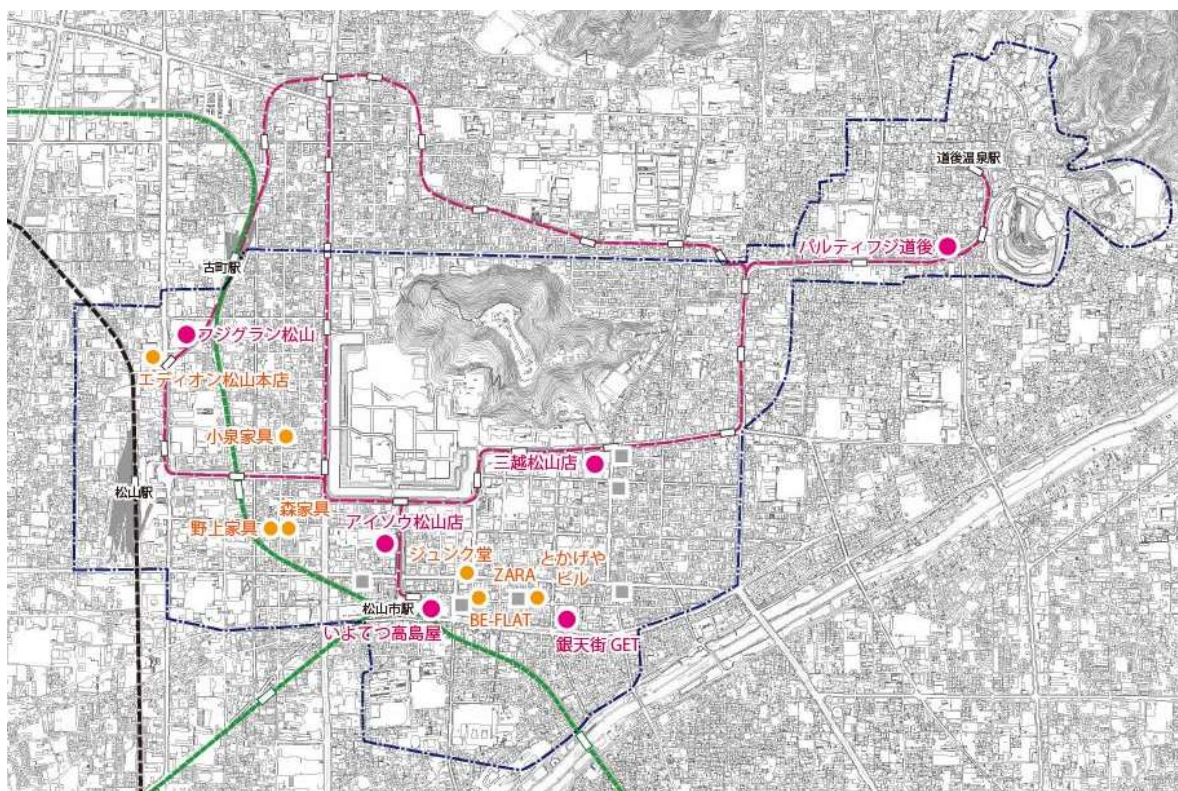 道後温泉駅
パルティフジ道後
古町駅
フジグラン松山
エディオン松山本店
小泉家具
三越松山店
松山駅
森家具
野上家具
アイソウ松山店
ジュンク堂
とかげや
ビル
ZARA
松山市駅
BE-FLAT
いよてつ高島屋
銀天街 GET